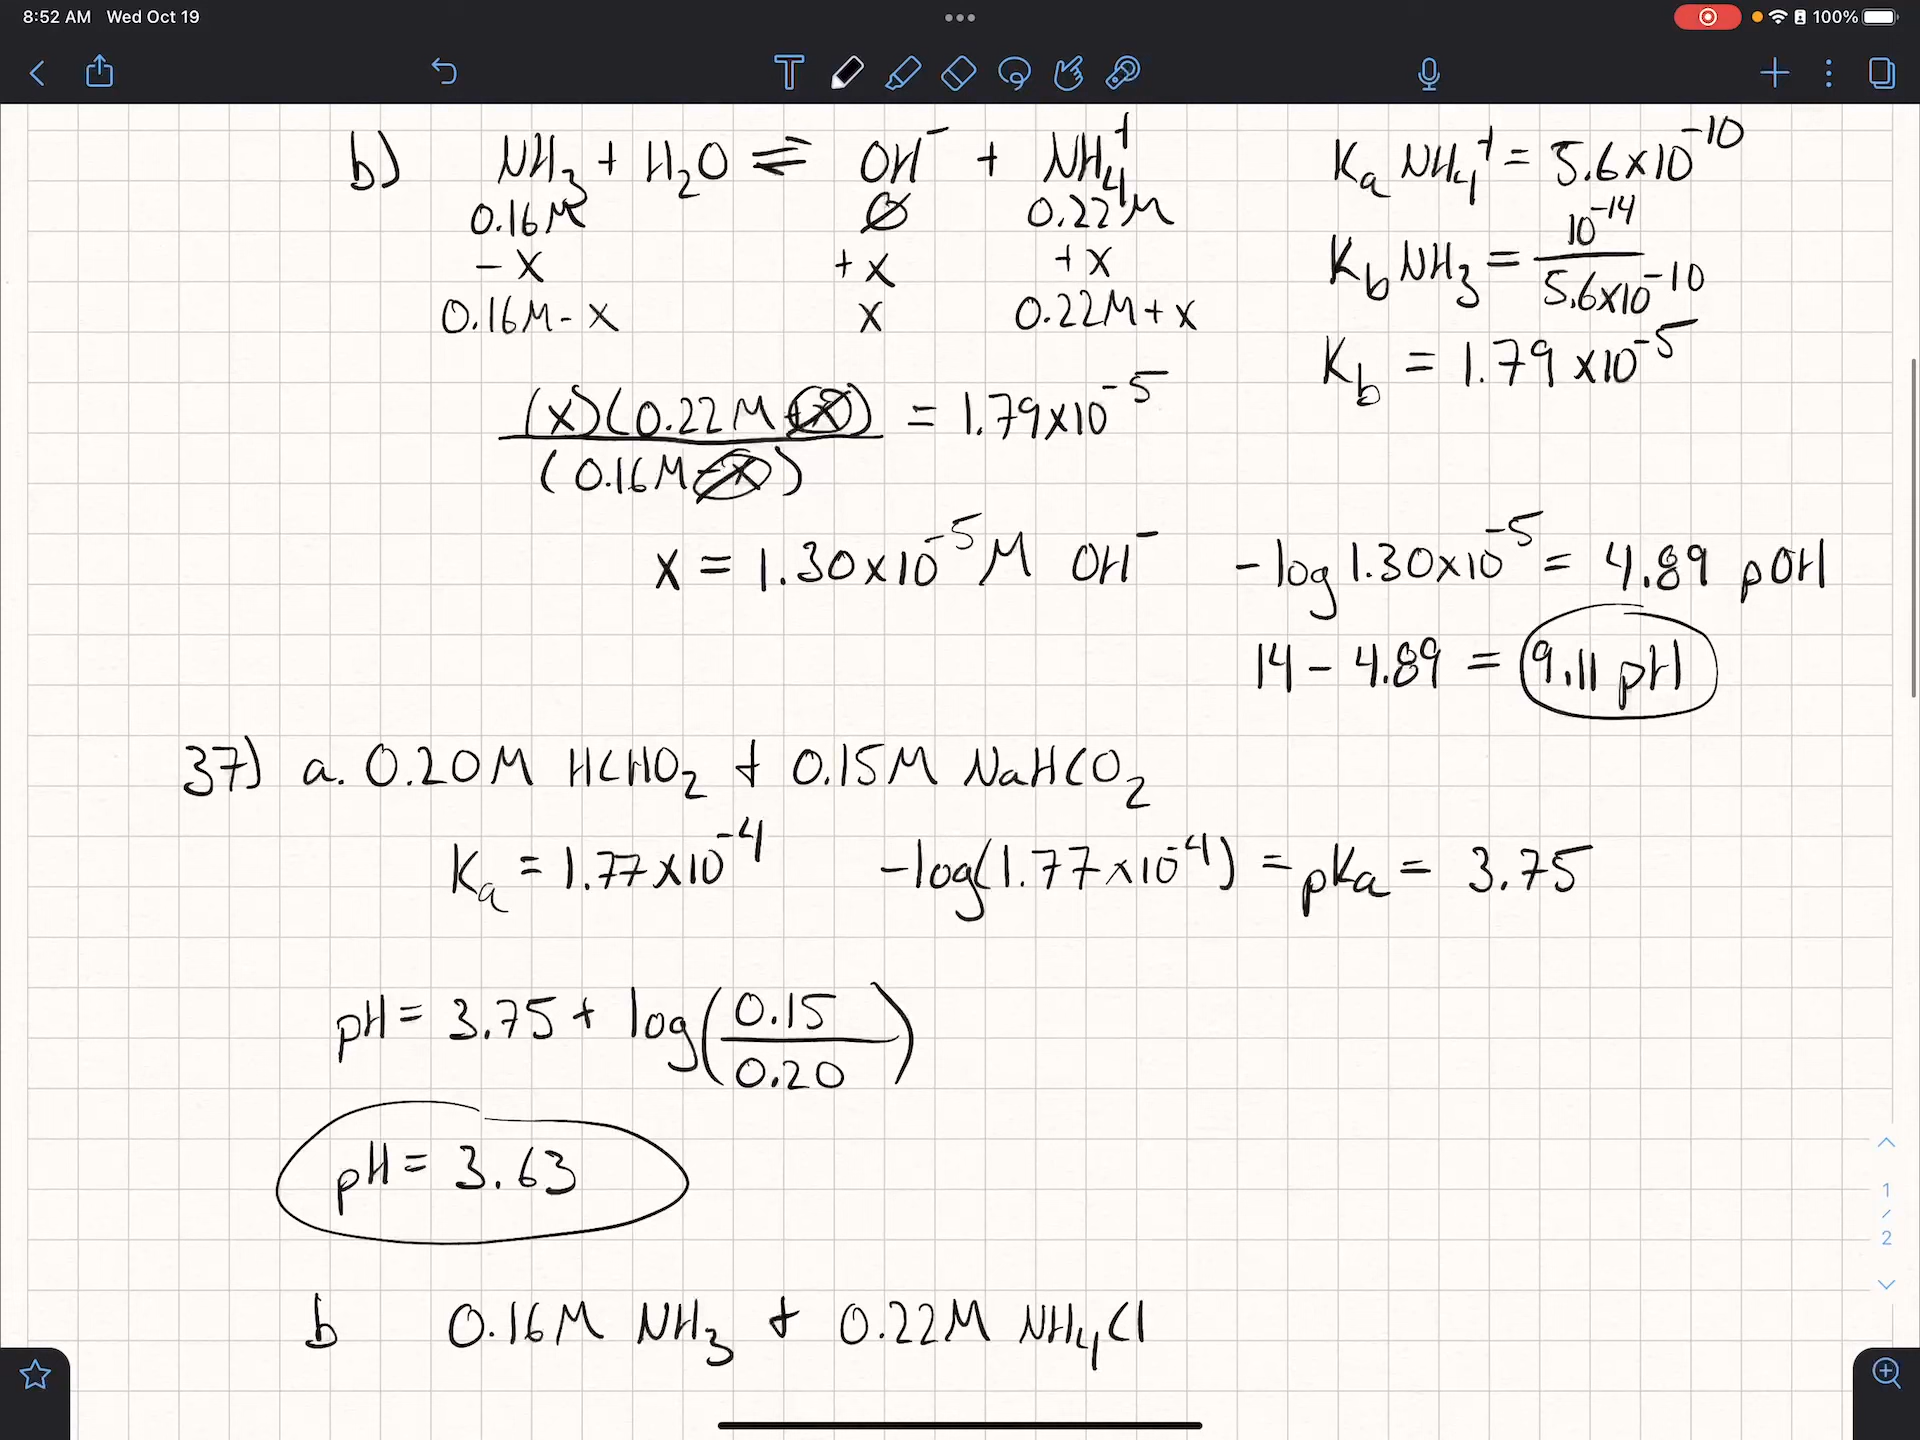 8:52 AM Wed Oct 19
100%
b) NH₃ + H₂O ⇌ OH⁻ + NH₄⁺
0.16M ∅ 0.22M
- x + x + x
0.16M - x x 0.22M + x
Ka NH₄⁺ = 5.6x10⁻¹⁰
Kb NH₃ = 10⁻¹⁴ / 5.6x10⁻¹⁰
Kb = 1.79 x10⁻⁵
(x)(0.22M + x) / (0.16M - x) = 1.79x10⁻⁵
x = 1.30x10⁻⁵ M OH⁻ -log 1.30x10⁻⁵ = 4.89 pOH
14 - 4.89 = 9.11 pH
37) a. 0.20M HCHO₂ + 0.15M NaHCO₂
Ka = 1.77x10⁻⁴ -log(1.77x10⁻⁴) = pKa = 3.75
pH = 3.75 + log(0.15 / 0.20)
pH = 3.63
b 0.16M NH₃ + 0.22M NH₄Cl
1
/
2